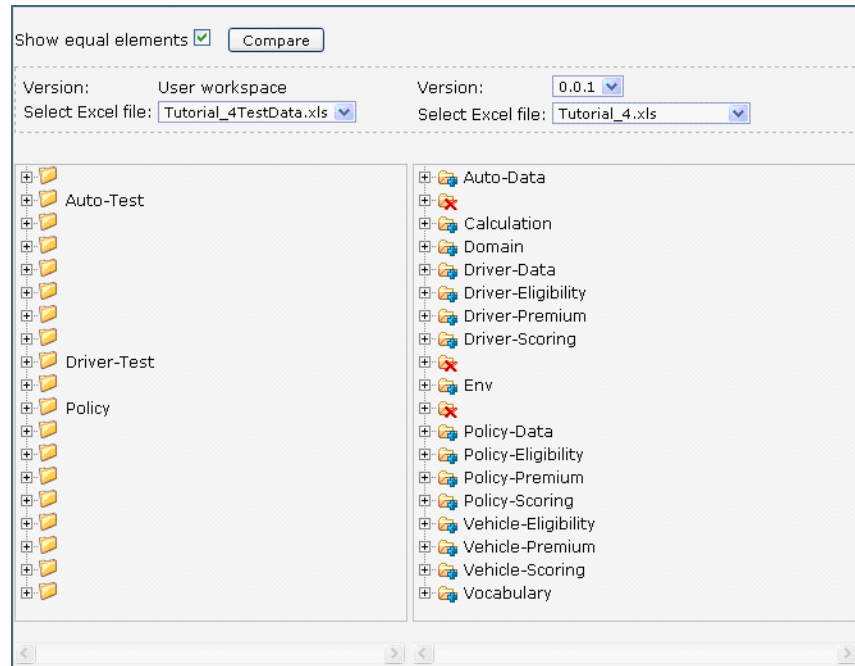 Show equal elements Compare
Version: User workspace Version: 0.0.1
Select Excel file: Tutorial_4TestData.xls Select Excel file: Tutorial_4.xls
Auto-Data
Auto-Test
Calculation
Domain
Driver-Data
Driver-Eligibility
Driver-Premium
Driver-Scoring
Driver-Test
Env
Policy
Policy-Data
Policy-Eligibility
Policy-Premium
Policy-Scoring
Vehicle-Eligibility
Vehicle-Premium
Vehicle-Scoring
Vocabulary